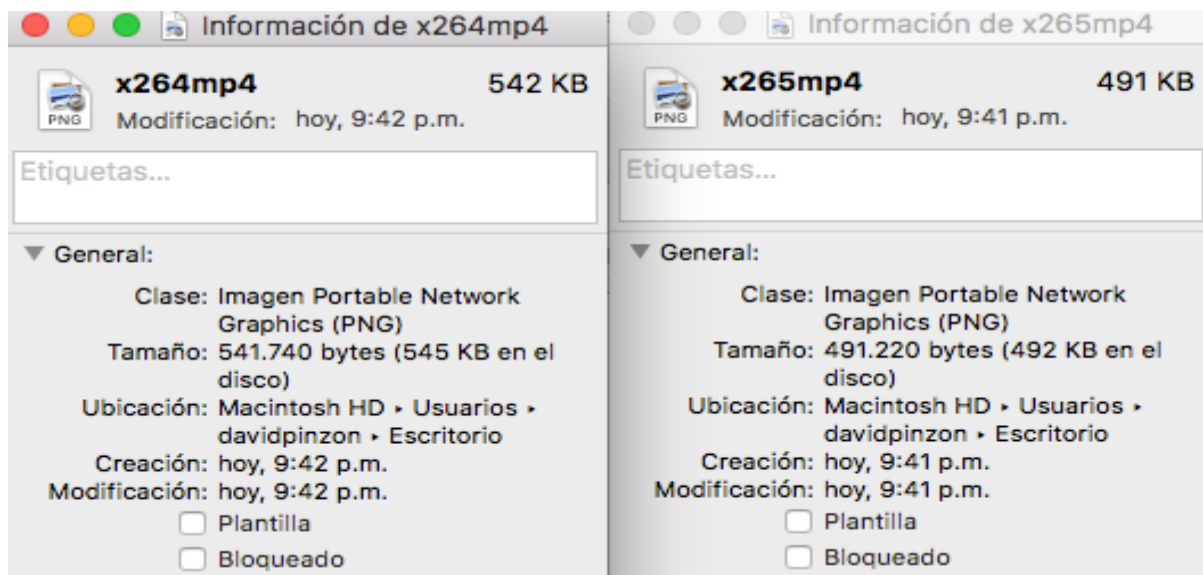 Información de x264mp4
x264mp4 542 KB
PNG
Modificación: hoy, 9:42 p.m.
Etiquetas...
▼ General:
Clase: Imagen Portable Network
Graphics (PNG)
Tamaño: 541.740 bytes (545 KB en el
disco)
Ubicación: Macintosh HD ▸ Usuarios ▸
davidpinzon ▸ Escritorio
Creación: hoy, 9:42 p.m.
Modificación: hoy, 9:42 p.m.
Plantilla
Bloqueado
Información de x265mp4
x265mp4 491 KB
PNG
Modificación: hoy, 9:41 p.m.
Etiquetas...
▼ General:
Clase: Imagen Portable Network
Graphics (PNG)
Tamaño: 491.220 bytes (492 KB en el
disco)
Ubicación: Macintosh HD ▸ Usuarios ▸
davidpinzon ▸ Escritorio
Creación: hoy, 9:41 p.m.
Modificación: hoy, 9:41 p.m.
Plantilla
Bloqueado